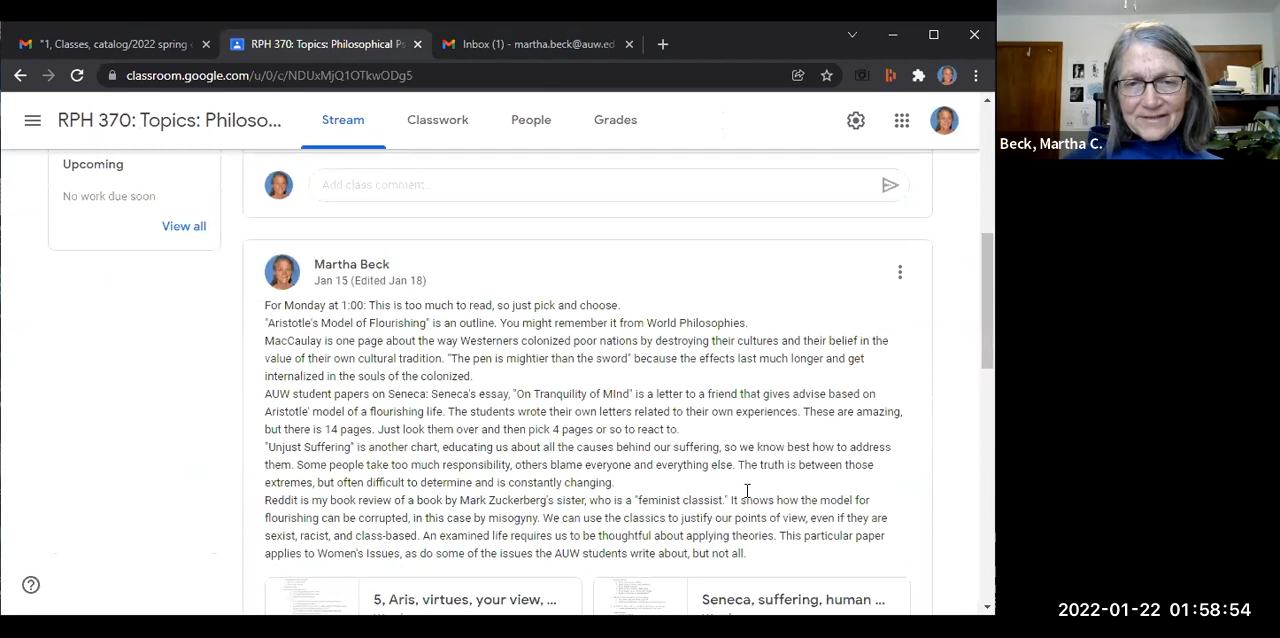 "1, Classes, catalog/2022 spring
RPH 370: Topics: Philosophical Ps
Inbox (1) - martha.beck@auw.ed
classroom.google.com/u/0/c/NDUxMjQ1OTkwODg5
RPH 370: Topics: Philoso...
Stream
Classwork
People
Grades
Beck, Martha C.
Upcoming
No work due soon
View all
Add class comment...
Martha Beck
Jan 15 (Edited Jan 18)
For Monday at 1:00: This is too much to read, so just pick and choose.
"Aristotle's Model of Flourishing" is an outline. You might remember it from World Philosophies.
MacCaulay is one page about the way Westerners colonized poor nations by destroying their cultures and their belief in the
value of their own cultural tradition. "The pen is mightier than the sword" because the effects last much longer and get
internalized in the souls of the colonized.
AUW student papers on Seneca: Seneca's essay, "On Tranquility of MInd" is a letter to a friend that gives advise based on
Aristotle' model of a flourishing life. The students wrote their own letters related to their own experiences. These are amazing,
but there is 14 pages. Just look them over and then pick 4 pages or so to react to.
"Unjust Suffering" is another chart, educating us about all the causes behind our suffering, so we know best how to address
them. Some people take too much responsibility, others blame everyone and everything else. The truth is between those
extremes, but often difficult to determine and is constantly changing.
Reddit is my book review of a book by Mark Zuckerberg's sister, who is a "feminist classist." It shows how the model for
flourishing can be corrupted, in this case by misogyny. We can use the classics to justify our points of view, even if they are
sexist, racist, and class-based. An examined life requires us to be thoughtful about applying theories. This particular paper
applies to Women's Issues, as do some of the issues the AUW students write about, but not all.
5, Aris, virtues, your view, ...
Seneca, suffering, human ...
2022-01-22 01:58:54